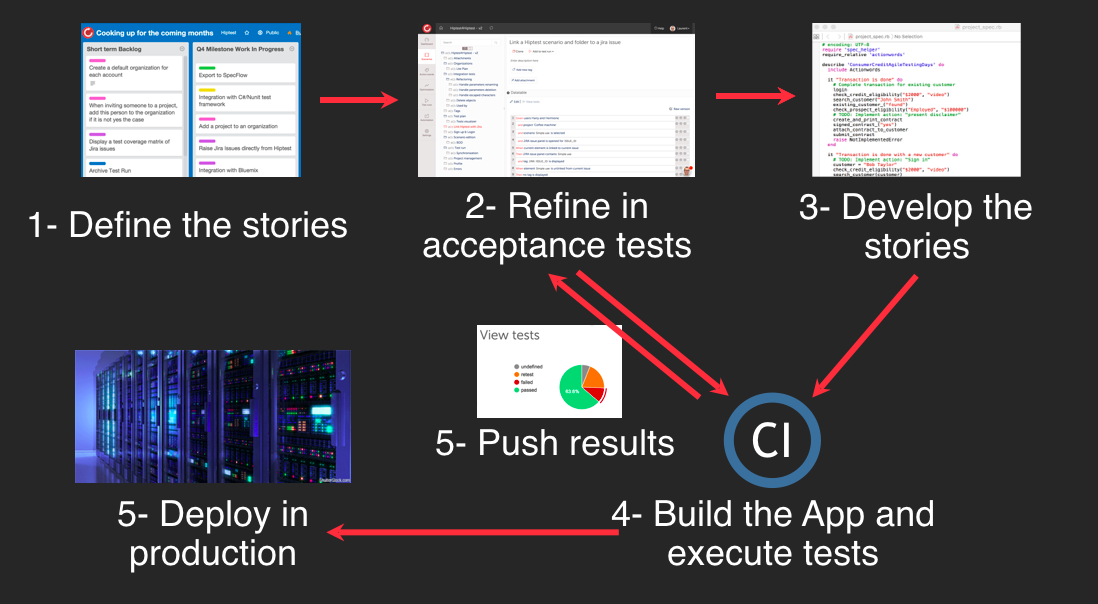 Cooking up for the coming months
Hiptest
Public
Short term Backlog
Create a default organization for
each account
When inviting someone to a project,
add this person to the organization
if it is not yes the case
Display a test coverage matrix of
Jira issues
Archive Test Run
Q4 Milestone Work In Progress
Export to SpecFlow
Integration with C#/Nunit test
framework
Add a project to an organization
Raise Jira Issues directly from Hiptest
Integration with Bluemix
Link a Hiptest scenario and folder to a Jira issue
project_spec.rb
project_spec.rb | No Selection
# encoding: UTF-8
require 'spec_helper'
require_relative 'actionwords'
describe 'ConsumerCreditAgileTestingDays' do
include Actionwords
it "Transaction is done" do
# Complete transaction for existing customer
login
check_credit_eligibility("$2000", "video")
search_customer("John Smith")
existing_customer_("found")
check_prospect_eligibility("Employed", "$100000")
# TODO: Implement action: "present disclaimer"
create_and_print_contract
signed_contract_("yes")
attach_contract_to_customer
submit_contract
raise NotImplementedError
end
it "Transaction is done with a new customer" do
# TODO: Implement action: "Sign in"
customer = "Rob Taylor"
check_credit_eligibility("$2000", "video")
search_customer(customer)
1- Define the stories
2- Refine in
acceptance tests
3- Develop the
stories
View tests
undefined
retest
failed
passed
63.6%
5- Push results
CI
4- Build the App and
execute tests
5- Deploy in
production